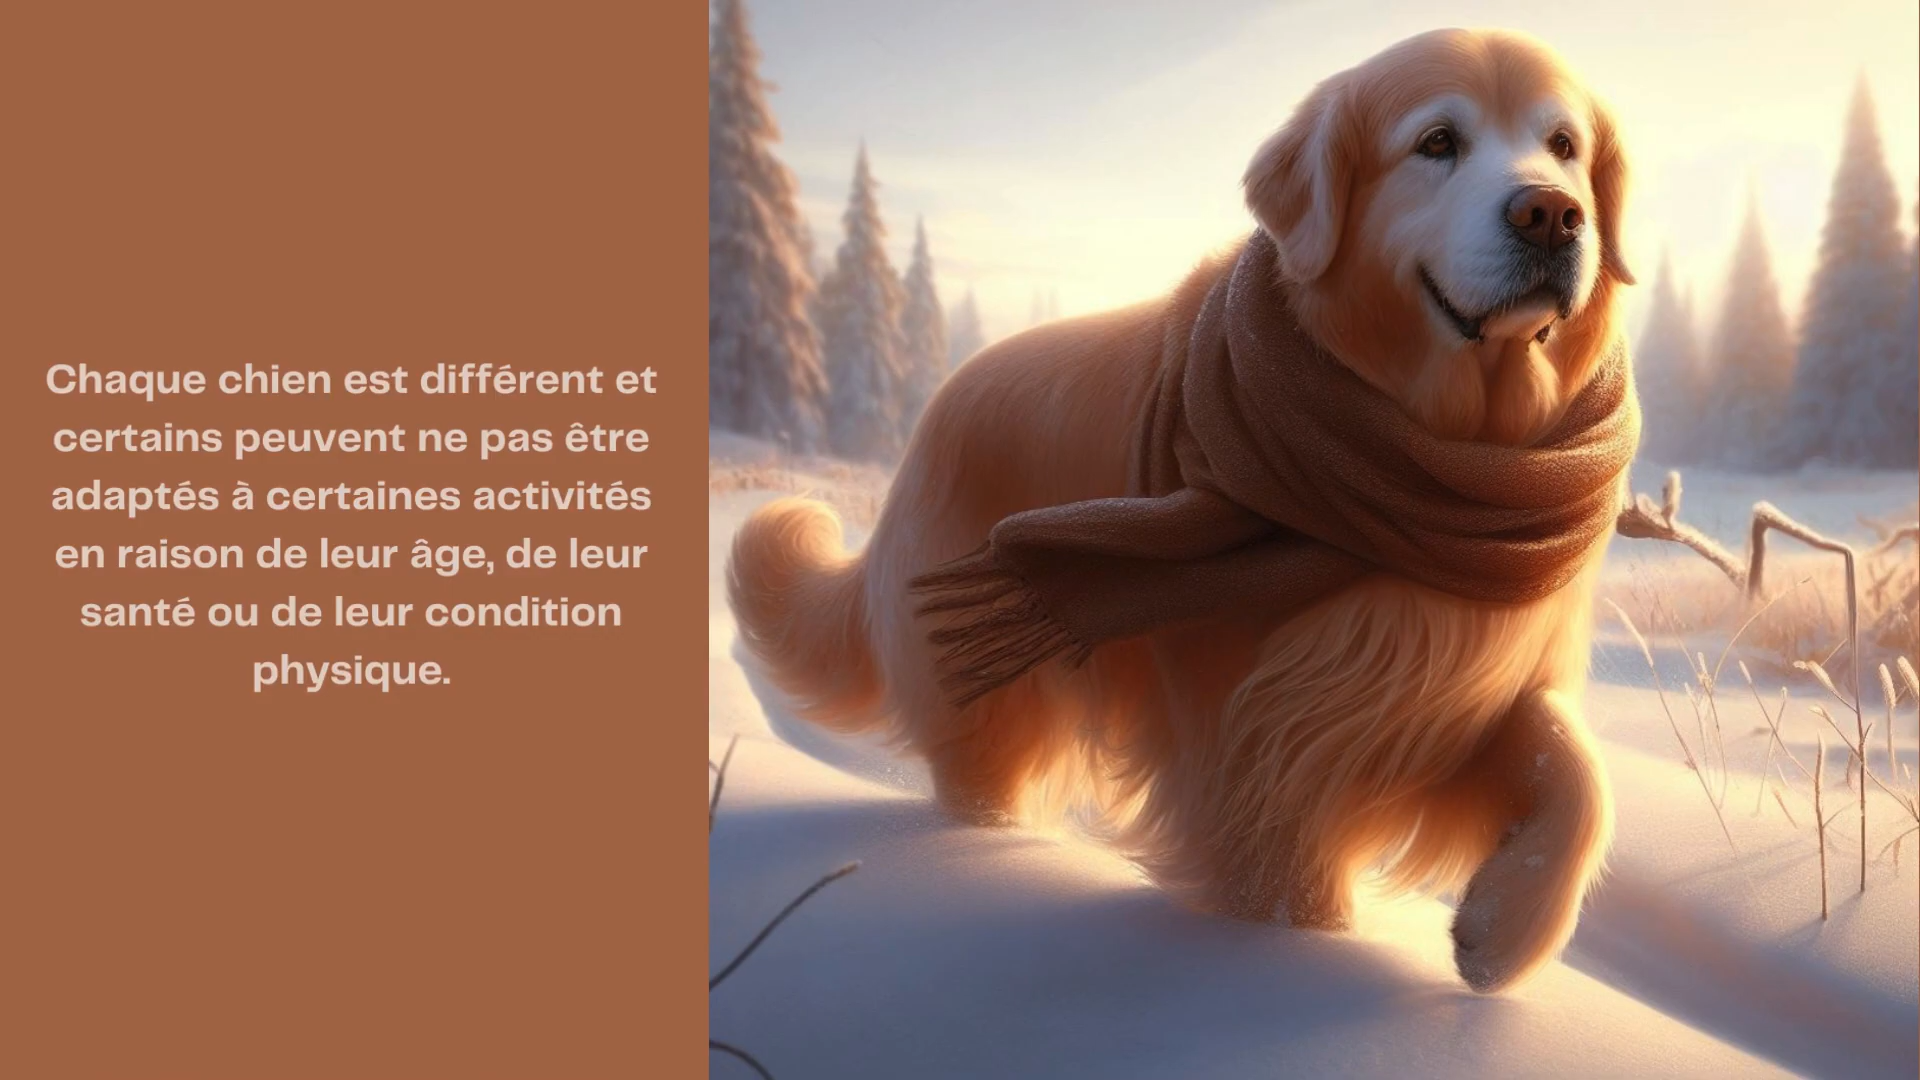 Chaque chien est différent et
certains peuvent ne pas être
adaptés à certaines activités
en raison de leur âge, de leur
santé ou de leur condition
physique.